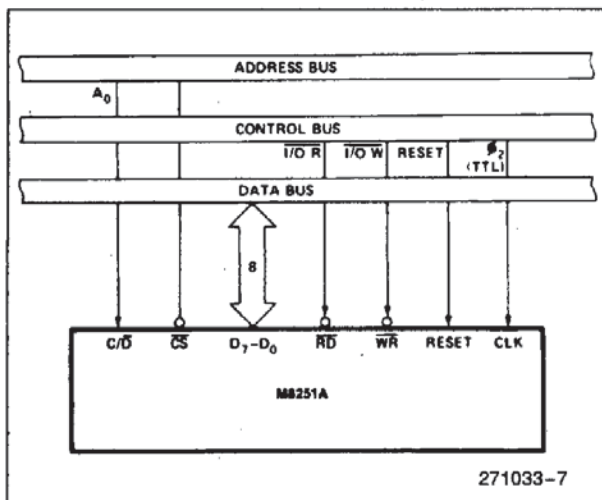 ADDRESS BUS
A₀
CONTROL BUS
I/O R I/O W RESET ϕ₂ (TTL)
DATA BUS
8
C/D CS D₇-D₀ RD WR RESET CLK
M8251A
271033-7